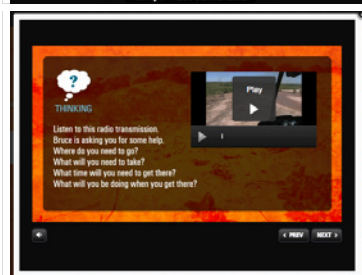 ?
THINKING
Play
Listen to this radio transmission.
Bruce is asking you for some help.
Where do you need to go?
What will you need to take?
What time will you need to get there?
What will you be doing when you get there?
< PREV NEXT >